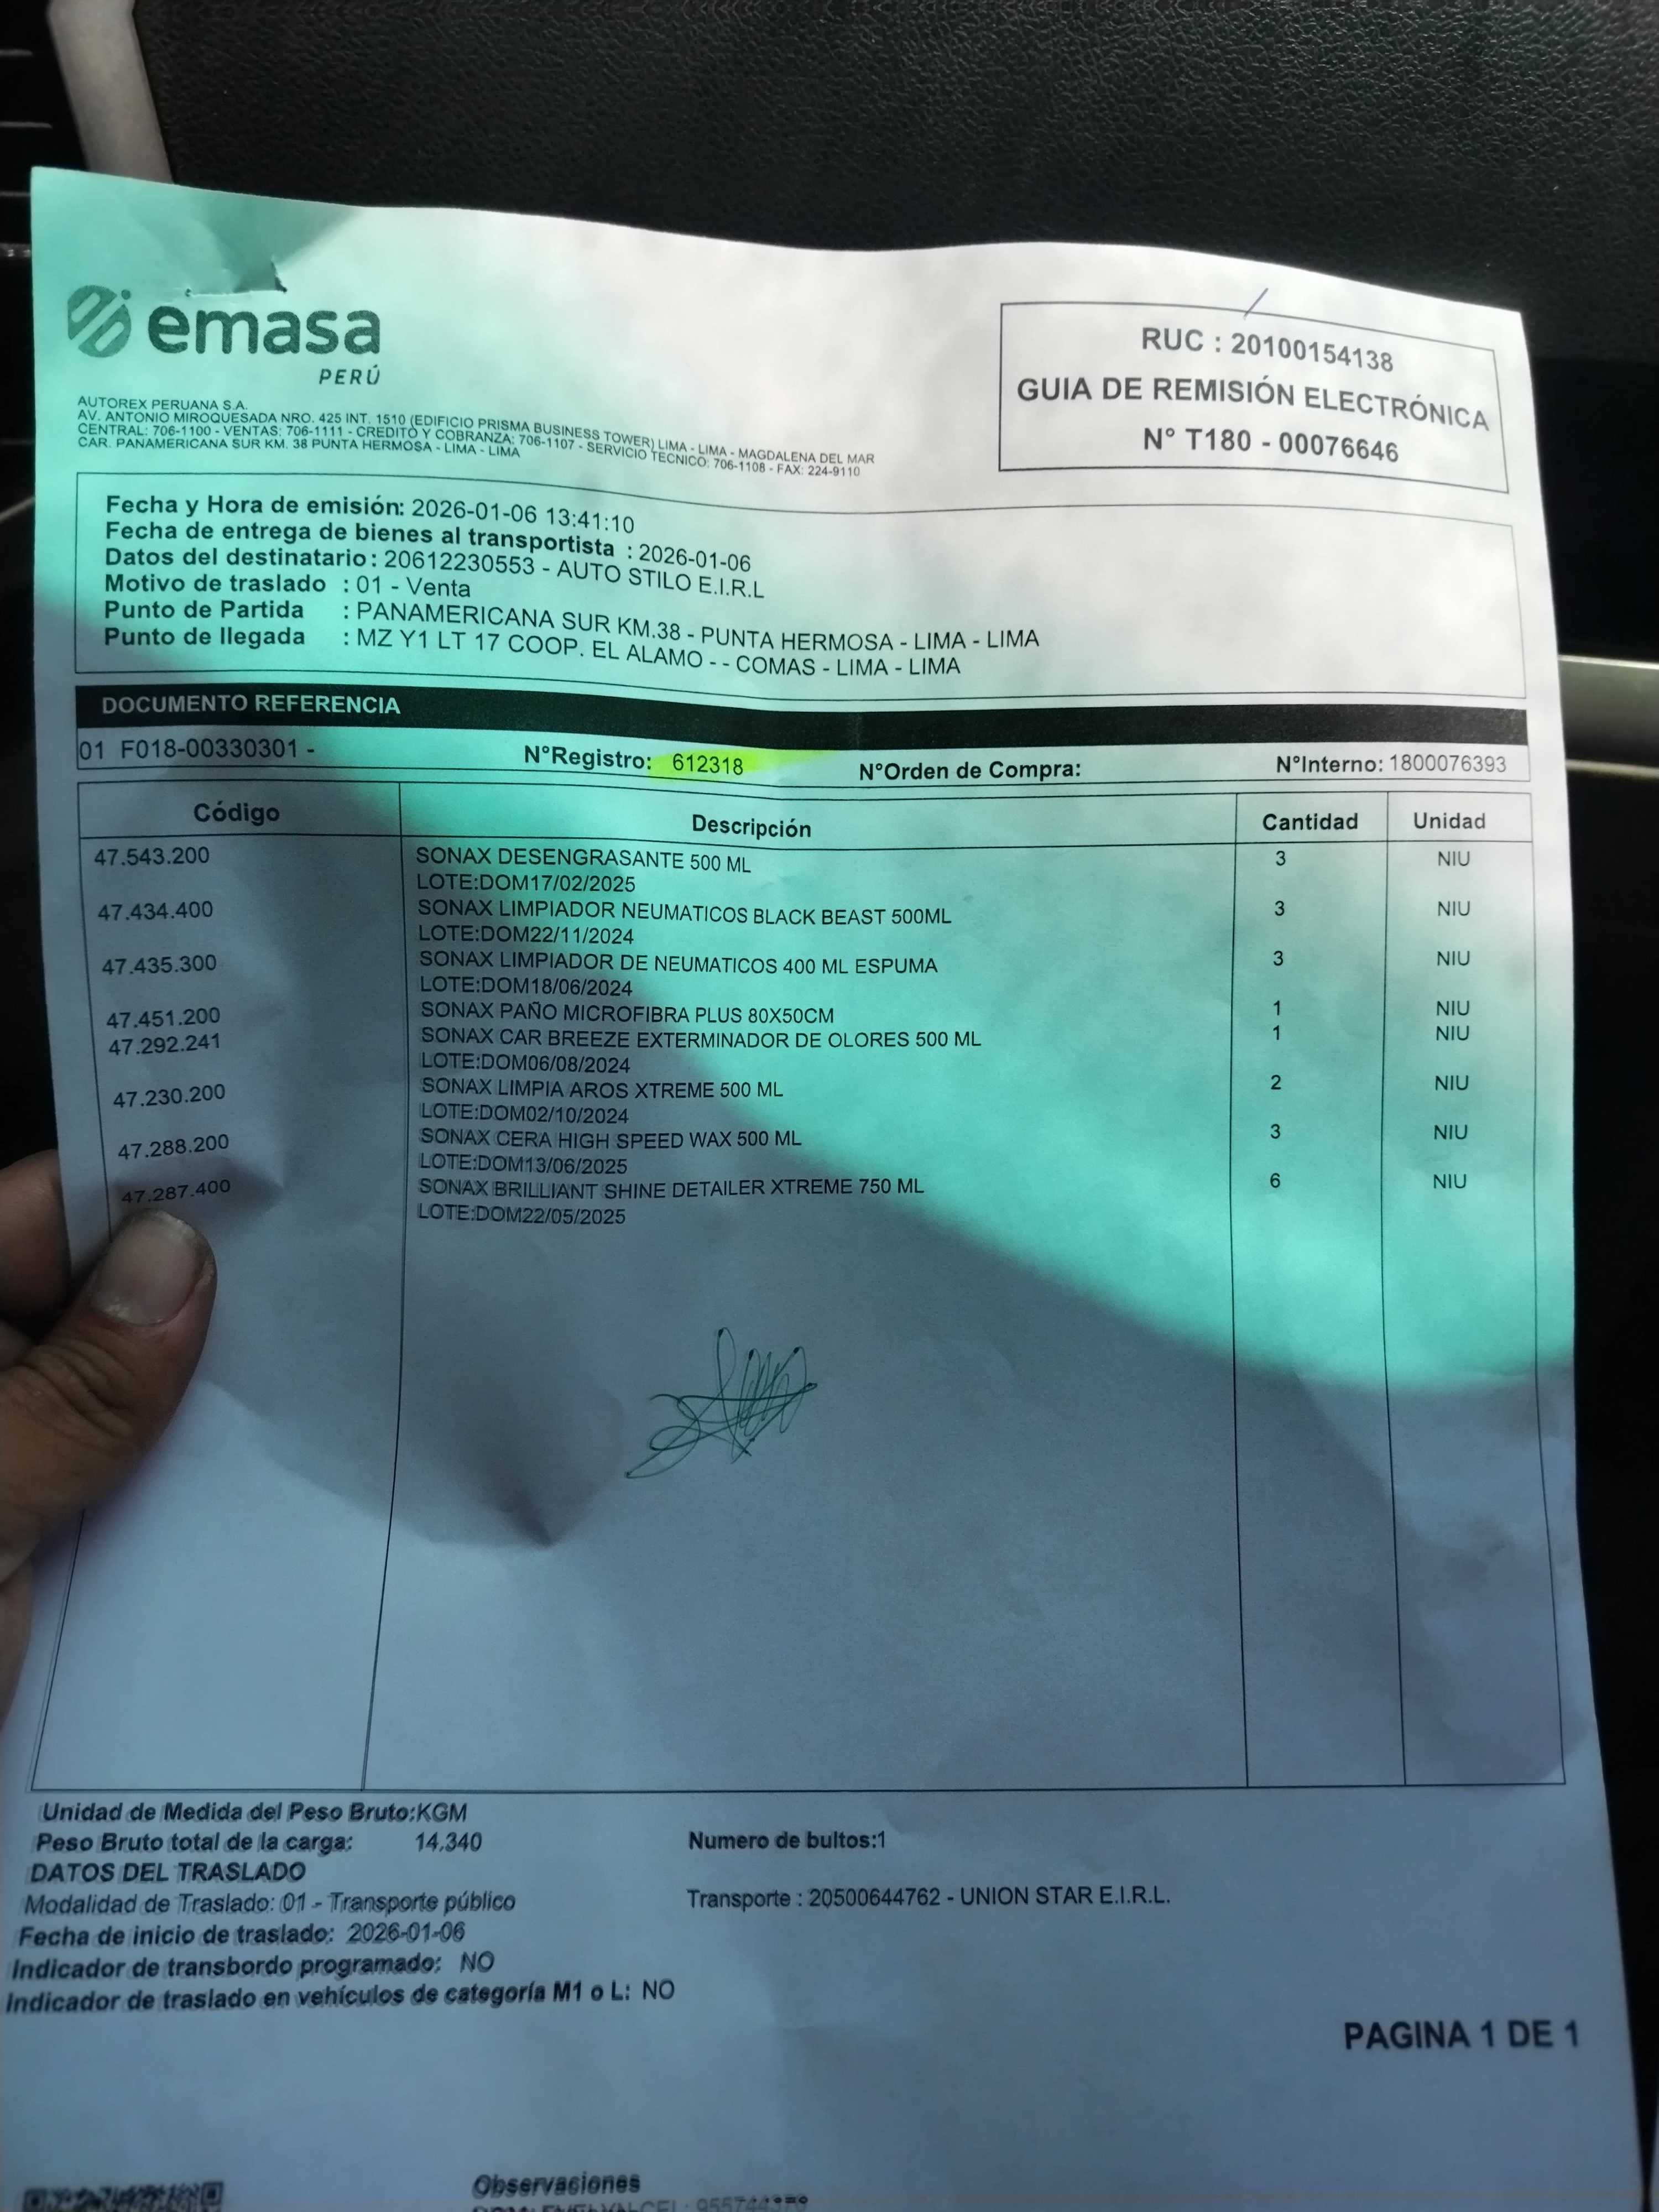 emasa
PERÚ
AUTOREX PERUANA S.A.
AV. ANTONIO MIROQUESADA NRO. 425 INT. 1510 (EDIFICIO PRISMA BUSINESS TOWER) LIMA - LIMA - MAGDALENA DEL MAR
CENTRAL: 706-1100 - VENTAS: 706-1111 - CREDITO Y COBRANZA: 706-1107 - SERVICIO TECNICO: 706-1108 - FAX: 224-9110
CAR. PANAMERICANA SUR KM. 38 PUNTA HERMOSA - LIMA - LIMA
RUC : 20100154138
GUIA DE REMISIÓN ELECTRÓNICA
N° T180 - 00076646
Fecha y Hora de emisión: 2026-01-06 13:41:10
Fecha de entrega de bienes al transportista : 2026-01-06
Datos del destinatario : 20612230553 - AUTO STILO E.I.R.L
Motivo de traslado : 01 - Venta
Punto de Partida : PANAMERICANA SUR KM.38 - PUNTA HERMOSA - LIMA - LIMA
Punto de llegada : MZ Y1 LT 17 COOP. EL ALAMO - - COMAS - LIMA - LIMA
DOCUMENTO REFERENCIA
01 F018-00330301 - N°Registro: 612318 N°Orden de Compra: N°Interno: 1800076393
Código Descripción Cantidad Unidad
47.543.200 SONAX DESENGRASANTE 500 ML 3 NIU
LOTE:DOM17/02/2025
47.434.400 SONAX LIMPIADOR NEUMATICOS BLACK BEAST 500ML 3 NIU
LOTE:DOM22/11/2024
47.435.300 SONAX LIMPIADOR DE NEUMATICOS 400 ML ESPUMA 3 NIU
LOTE:DOM18/06/2024
47.451.200 SONAX PAÑO MICROFIBRA PLUS 80X50CM 1 NIU
47.292.241 SONAX CAR BREEZE EXTERMINADOR DE OLORES 500 ML 1 NIU
LOTE:DOM06/08/2024
47.230.200 SONAX LIMPIA AROS XTREME 500 ML 2 NIU
LOTE:DOM02/10/2024
47.288.200 SONAX CERA HIGH SPEED WAX 500 ML 3 NIU
LOTE:DOM13/06/2025
47.287.400 SONAX BRILLIANT SHINE DETAILER XTREME 750 ML 6 NIU
LOTE:DOM22/05/2025
Unidad de Medida del Peso Bruto:KGM
Peso Bruto total de la carga: 14.340 Numero de bultos:1
DATOS DEL TRASLADO
Modalidad de Traslado: 01 - Transporte público Transporte : 20500644762 - UNION STAR E.I.R.L.
Fecha de inicio de traslado: 2026-01-06
Indicador de transbordo programado: NO
Indicador de traslado en vehículos de categoría M1 o L: NO
PAGINA 1 DE 1
Observaciones